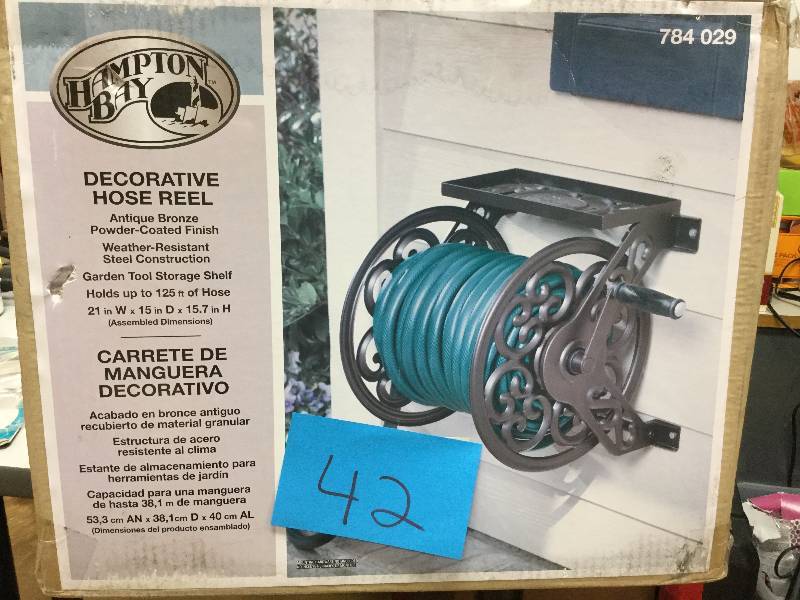 HAMPTON
BAY
™
784 029
DECORATIVE
HOSE REEL
Antique Bronze
Powder-Coated Finish
Weather-Resistant
Steel Construction
Garden Tool Storage Shelf
Holds up to 125 ft of Hose
21 in W x 15 in D x 15.7 in H
(Assembled Dimensions)
CARRETE DE
MANGUERA
DECORATIVO
Acabado en bronce antiguo
recubierto de material granular
Estructura de acero
resistente al clima
Estante de almacenamiento para
herramientas de jardín
Capacidad para una manguera
de hasta 38,1 m de manguera
53,3 cm AN x 38,1cm D x 40 cm AL
(Dimensiones del producto ensamblado)
42